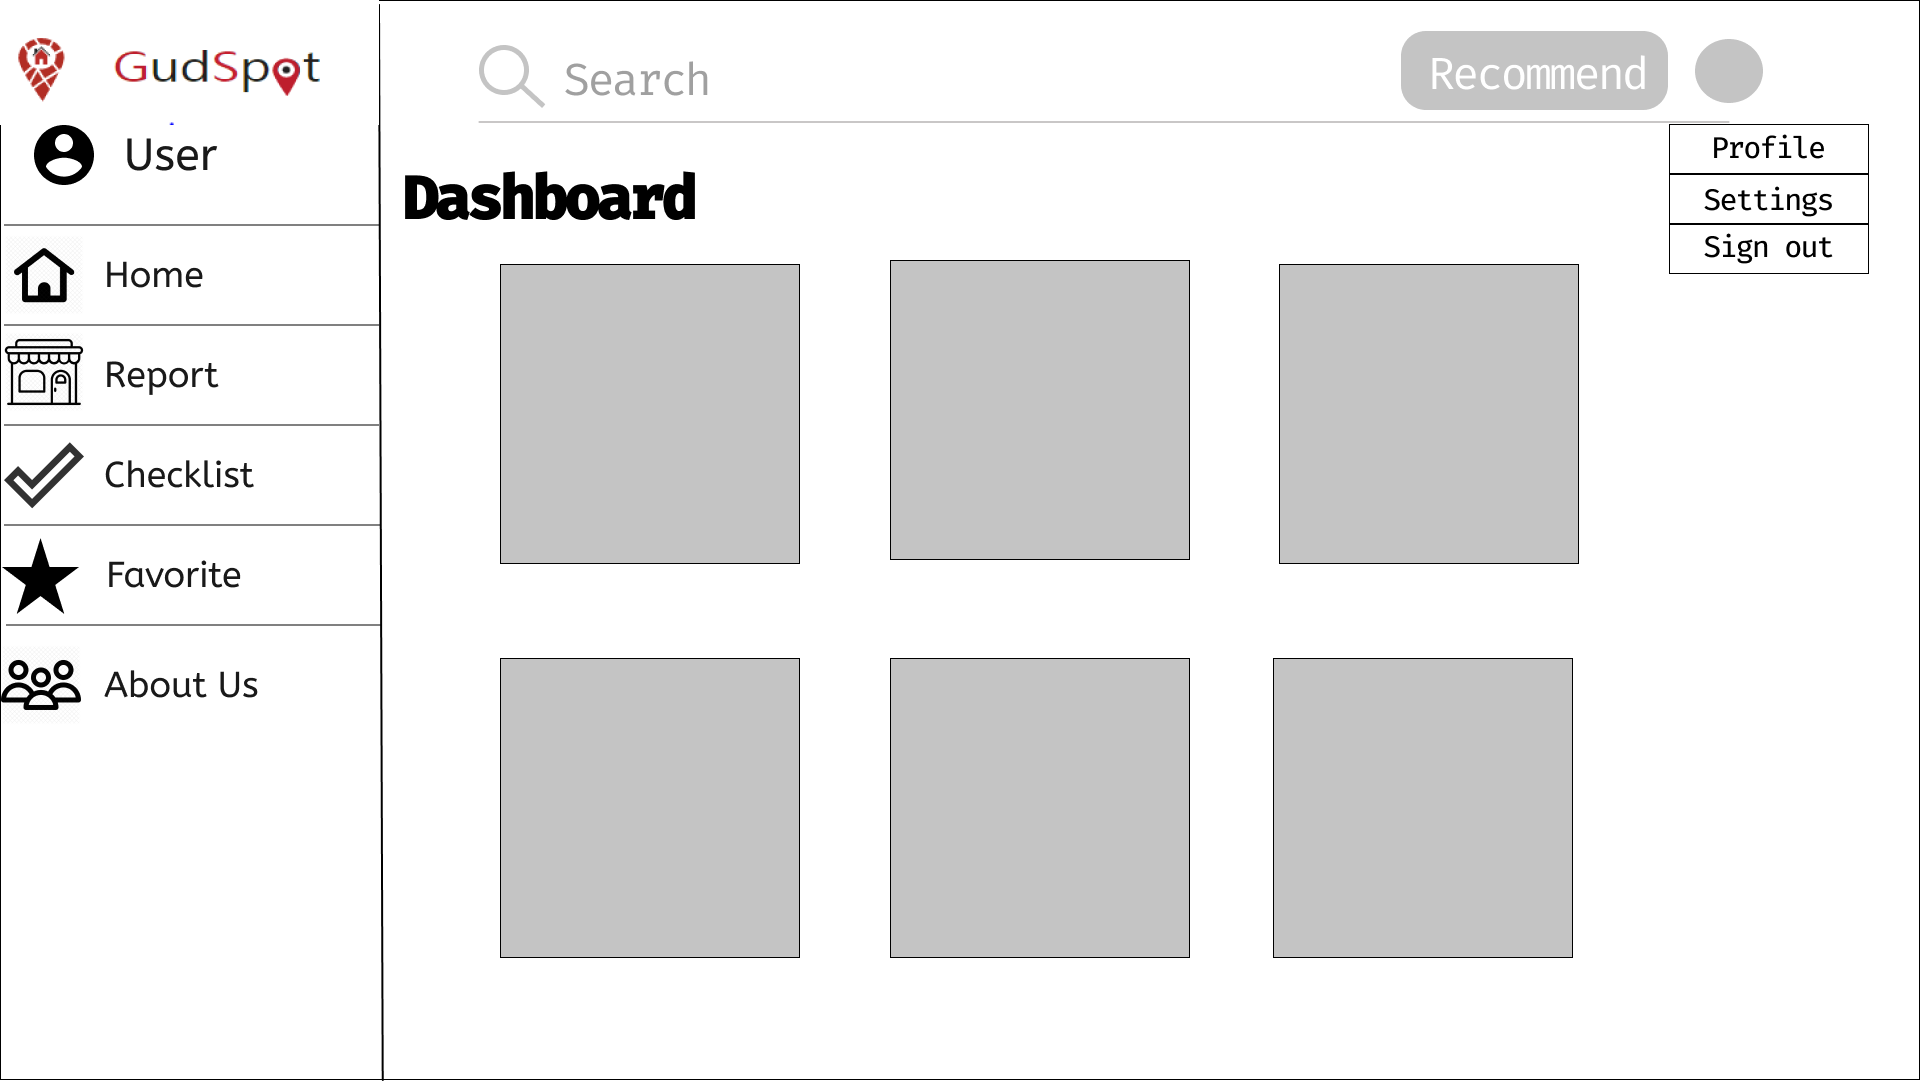 GudSpot
User
Home
Report
Checklist
Favorite
About Us
Search
Recommend
Profile
Settings
Sign out
Dashboard